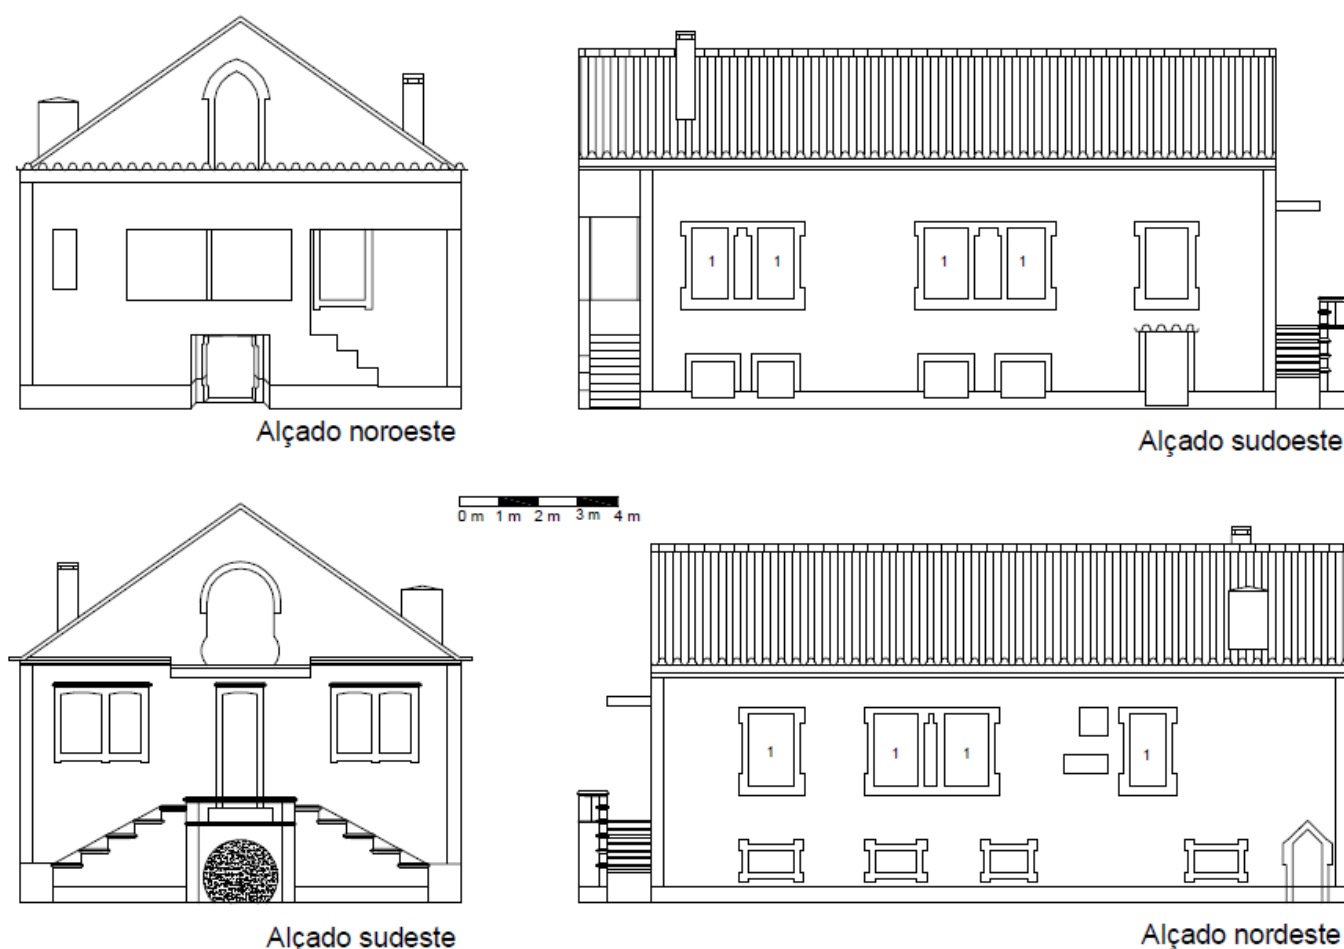 1 1 1 1
Alçado noroeste
Alçado sudoeste
0 m 1 m 2 m 3 m 4 m
1 1 1 1
Alçado sudeste
Alçado nordeste